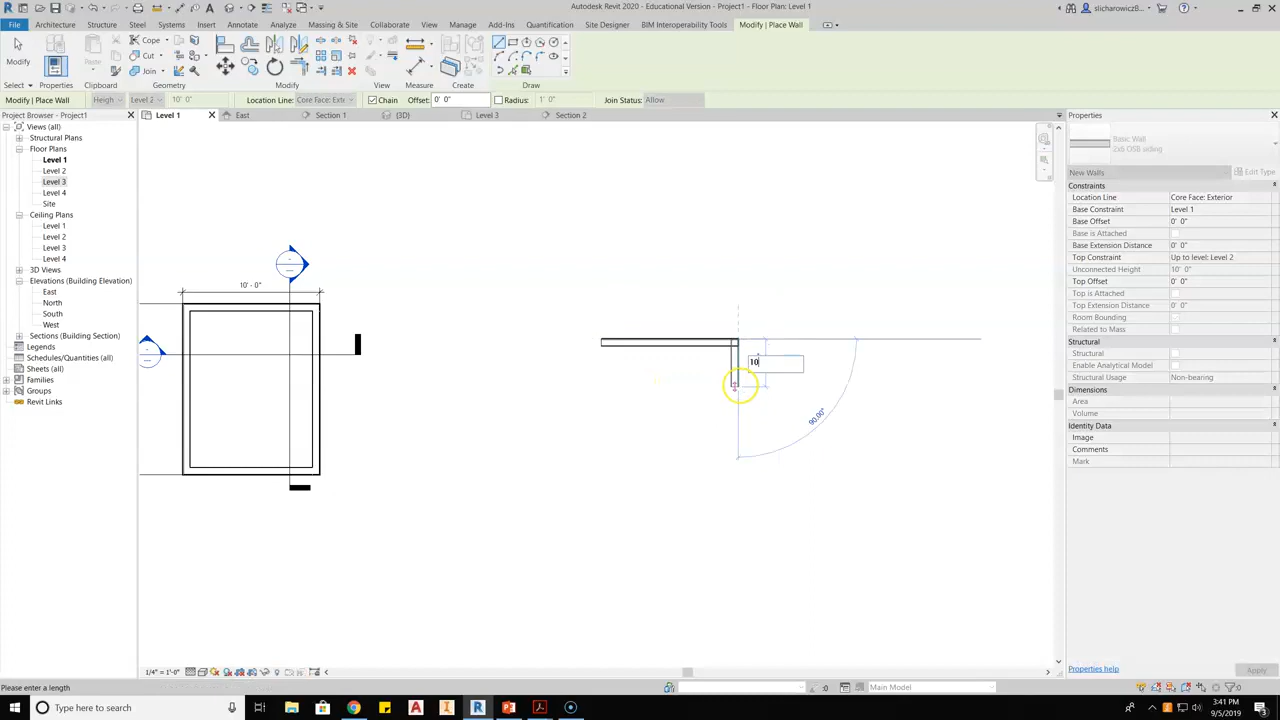 Autodesk Revit 2020 - Educational Version - Project1 - Floor Plan: Level 1
sticharowicz8...
File Architecture Structure Steel Systems Insert Annotate Analyze Massing & Site Collaborate View Manage Add-Ins Quantification Site Designer BIM Interoperability Tools Modify | Place Wall
Modify Paste Cope Cut Join
Select Properties Clipboard Geometry Modify View Measure Create Draw
Modify | Place Wall Heigh Level 2 10' 0" Location Line: Core Face: Exter Chain Offset: 0' 0" Radius: 1' 0" Join Status: Allow
Project Browser - Project1
Level 1 East Section 1 {3D} Level 3 Section 2
Views (all)
Structural Plans
Floor Plans
Level 1
Level 2
Level 3
Level 4
Site
Ceiling Plans
Level 1
Level 2
Level 3
Level 4
3D Views
Elevations (Building Elevation)
East
North
South
West
Sections (Building Section)
Legends
Schedules/Quantities (all)
Sheets (all)
Families
Groups
Revit Links
10' - 0"
10
90.00°
Properties
Basic Wall
2x6 OSB siding
New Walls Edit Type
Constraints
Location Line Core Face: Exterior
Base Constraint Level 1
Base Offset 0' 0"
Base is Attached
Base Extension Distance 0' 0"
Top Constraint Up to level: Level 2
Unconnected Height 10' 0"
Top Offset 0' 0"
Top is Attached
Top Extension Distance 0' 0"
Room Bounding
Related to Mass
Structural
Structural
Enable Analytical Model
Structural Usage Non-bearing
Dimensions
Area
Volume
Identity Data
Image
Comments
Mark
Properties help Apply
1/4" = 1'-0"
Please enter a length
:0 Main Model :0
Type here to search
3:41 PM
9/5/2019